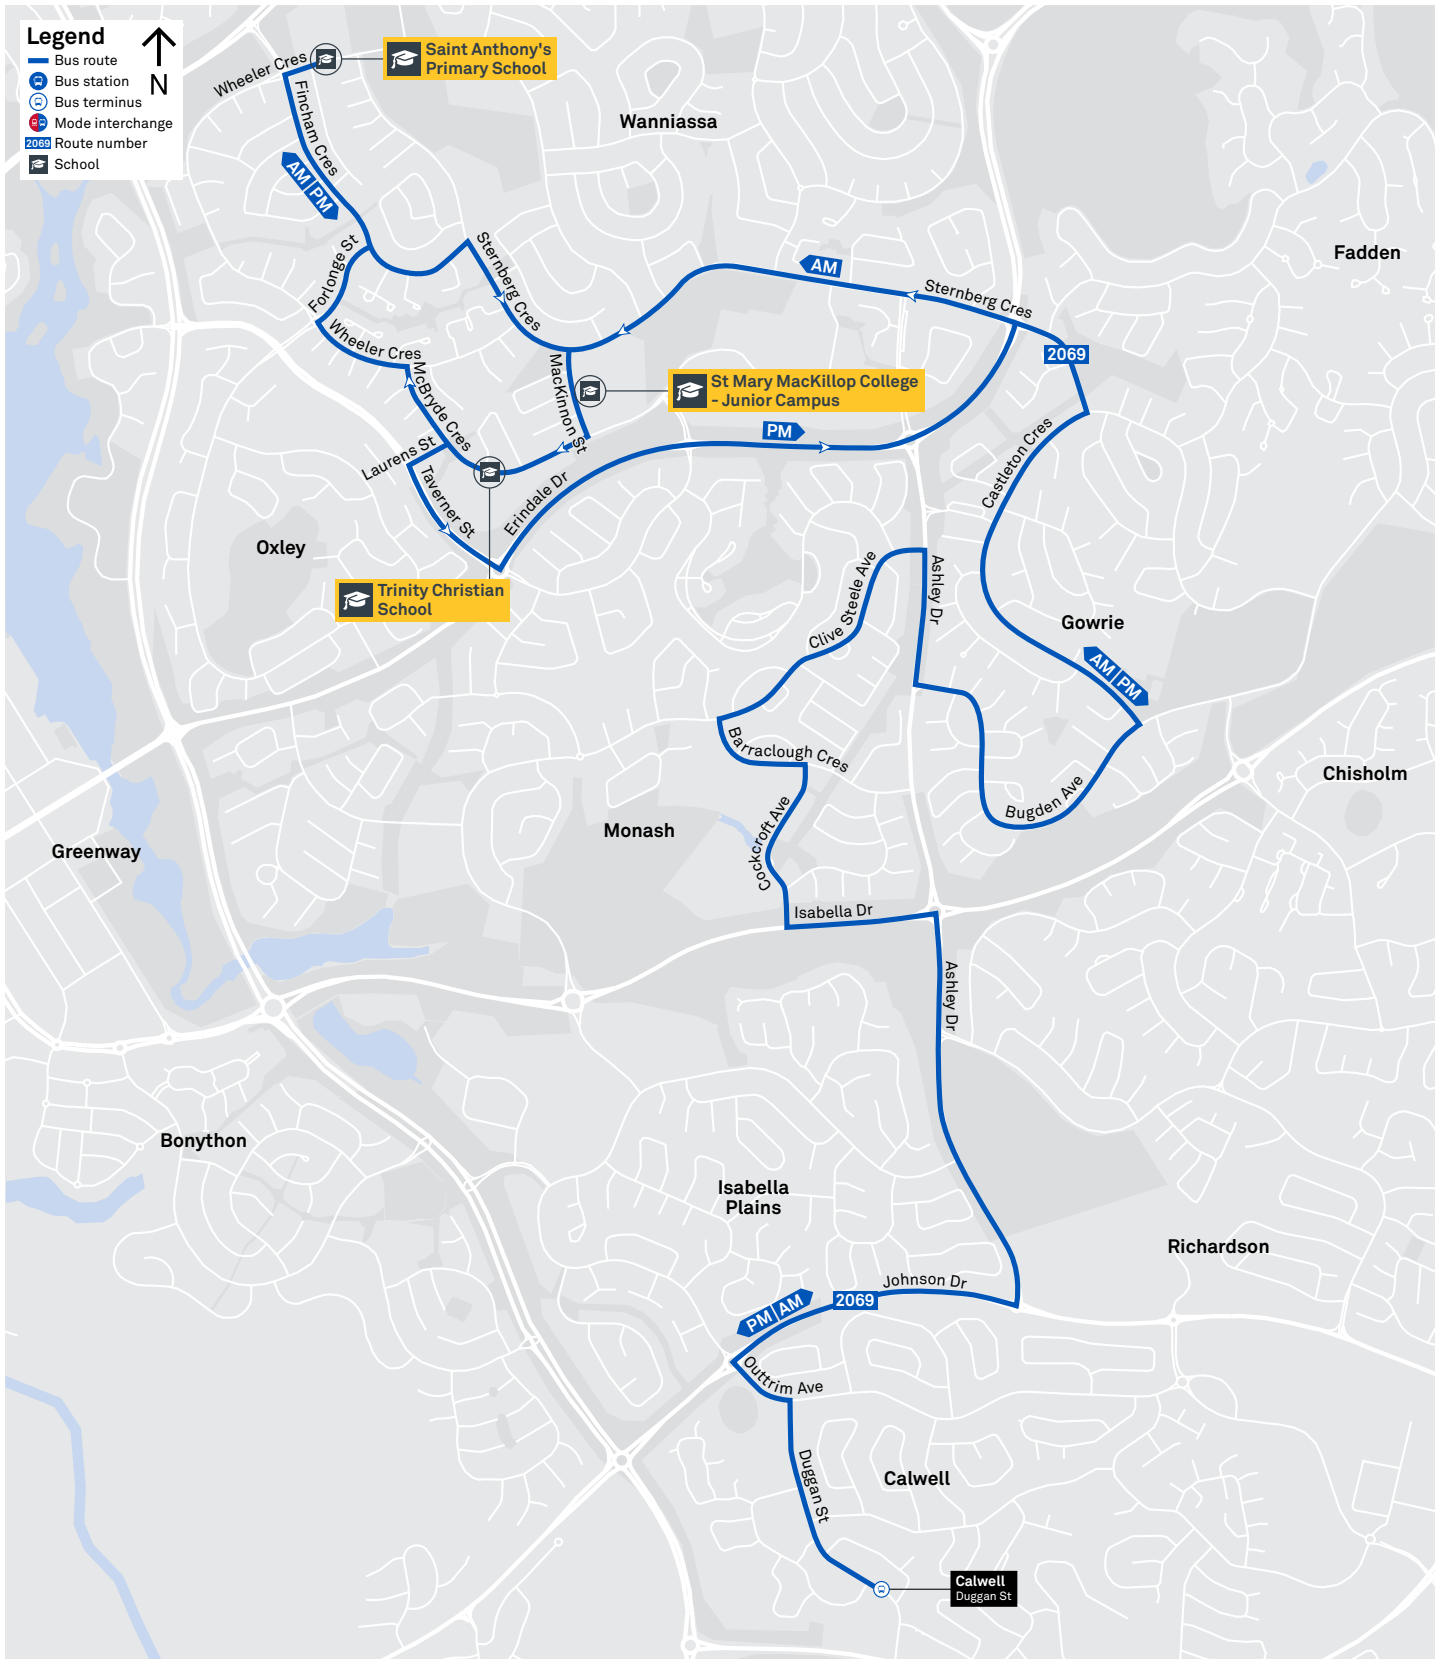 Legend
N
Bus route
Bus station
Bus terminus
Mode interchange
2069 Route number
School
Wheeler Cres
Saint Anthony's
Primary School
Fincham Cres
Wanniassa
AM PM
Forlonge St
Sternberg Cres
Fadden
AM
Sternberg Cres
Wheeler Cres
2069
McBryde Cres
MacKinnon St
St Mary MacKillop College
- Junior Campus
PM
Laurens St
Taverner St
Erindale Dr
Castleton Cres
Oxley
Trinity Christian
School
Clive Steele Ave
Ashley Dr
Gowrie
AM PM
Barraclough Cres
Chisholm
Bugden Ave
Monash
Cockcroft Ave
Greenway
Isabella Dr
Ashley Dr
Bonython
Isabella
Plains
Richardson
Johnson Dr
2069
PM AM
Outtrim Ave
Duggan St
Calwell
Calwell
Duggan St